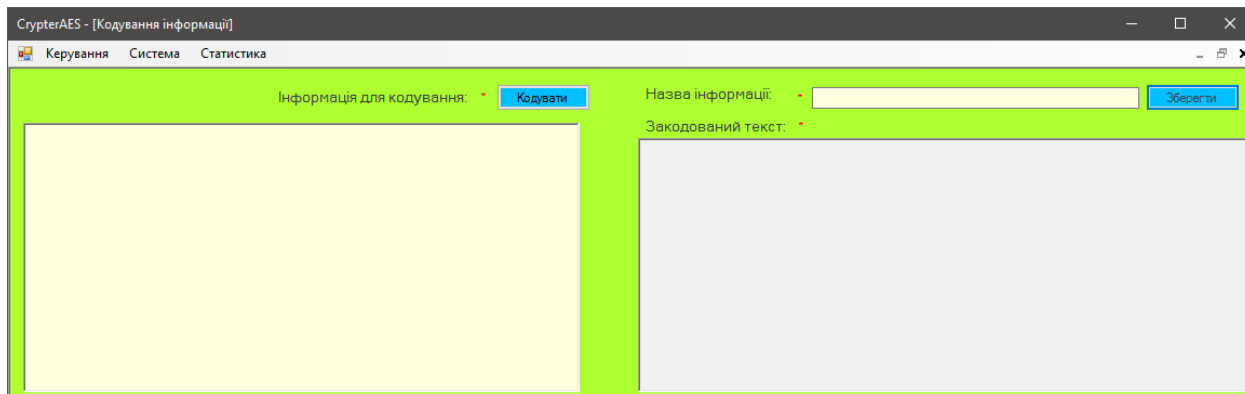 CrypterAES - [Кодування інформації]
Керування Система Статистика
Інформація для кодування: * Кодувати
Назва інформації: * Зберегти
Закодований текст: *